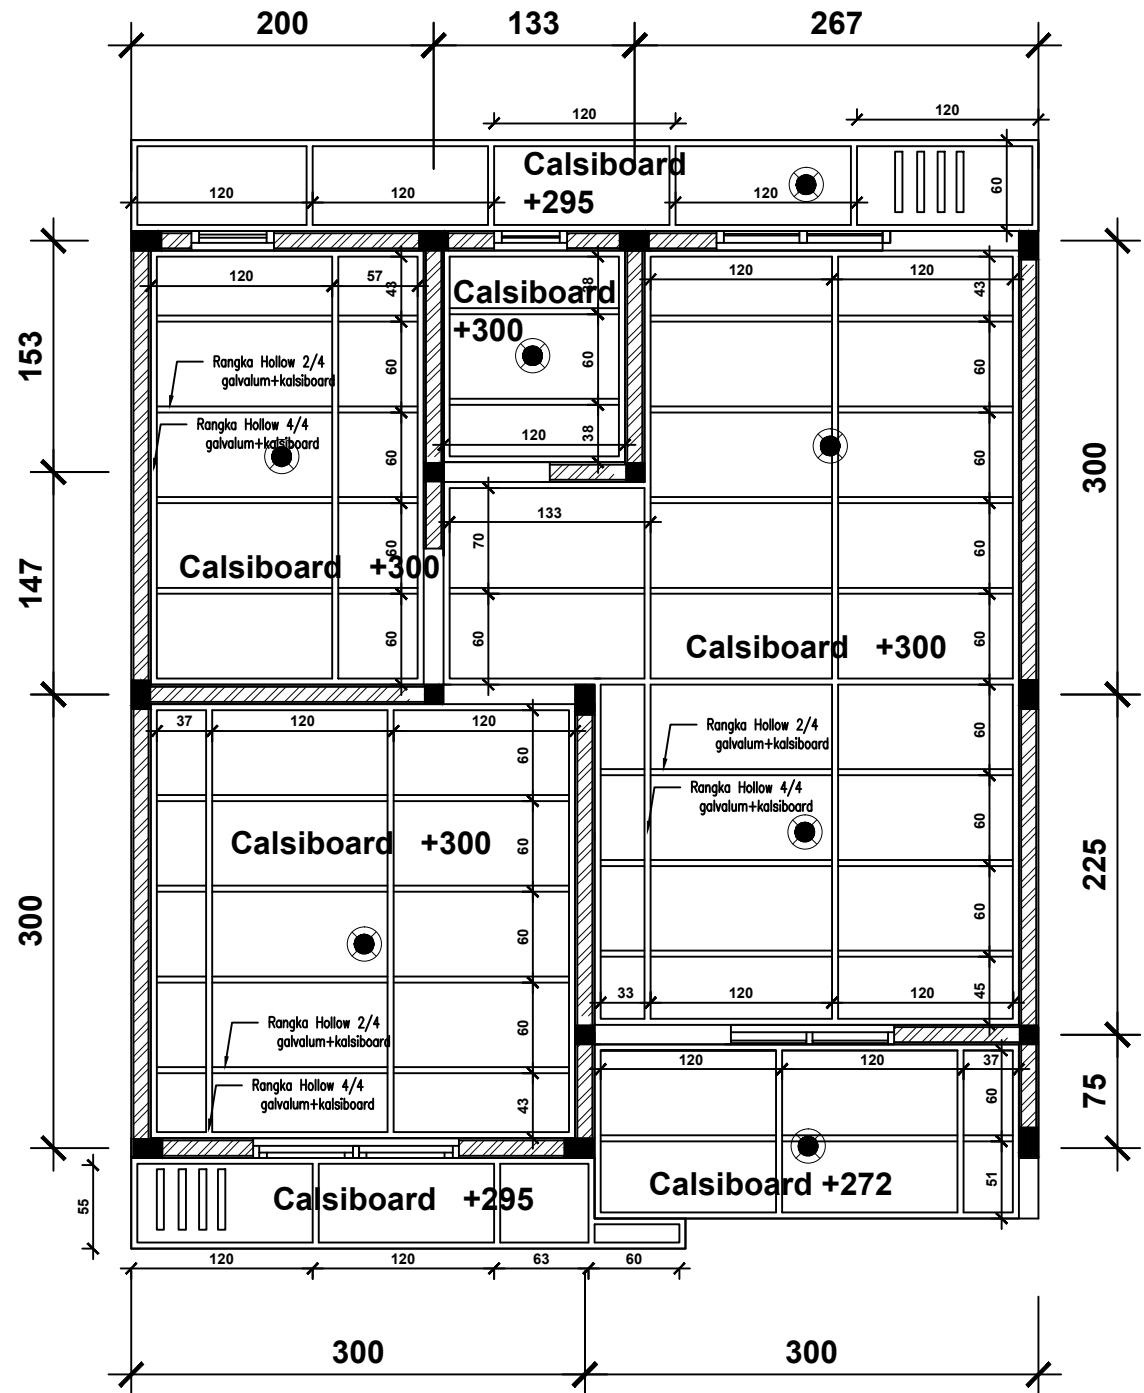 200 133 267
120 120
Calsiboard
+295
120 120 120 60
120 57 43
Calsiboard
+300
38
120 120 43
153
Rangka Hollow 2/4
galvalum+kalsiboard
60 60 60
Rangka Hollow 4/4
galvalum+kalsiboard
120 38
60 60
300
133
70
60 60
Calsiboard +300
147
60 60 60
Calsiboard +300
37 120 120
60
Rangka Hollow 2/4
galvalum+kalsiboard
60
Rangka Hollow 4/4
galvalum+kalsiboard
60
Calsiboard +300
60
225
300
60
60
33 120 120 45
Rangka Hollow 2/4
galvalum+kalsiboard
60
120 120 37
Rangka Hollow 4/4
galvalum+kalsiboard
43
60
75
Calsiboard +272
51
Calsiboard +295
55
120 120 63 60
300 300